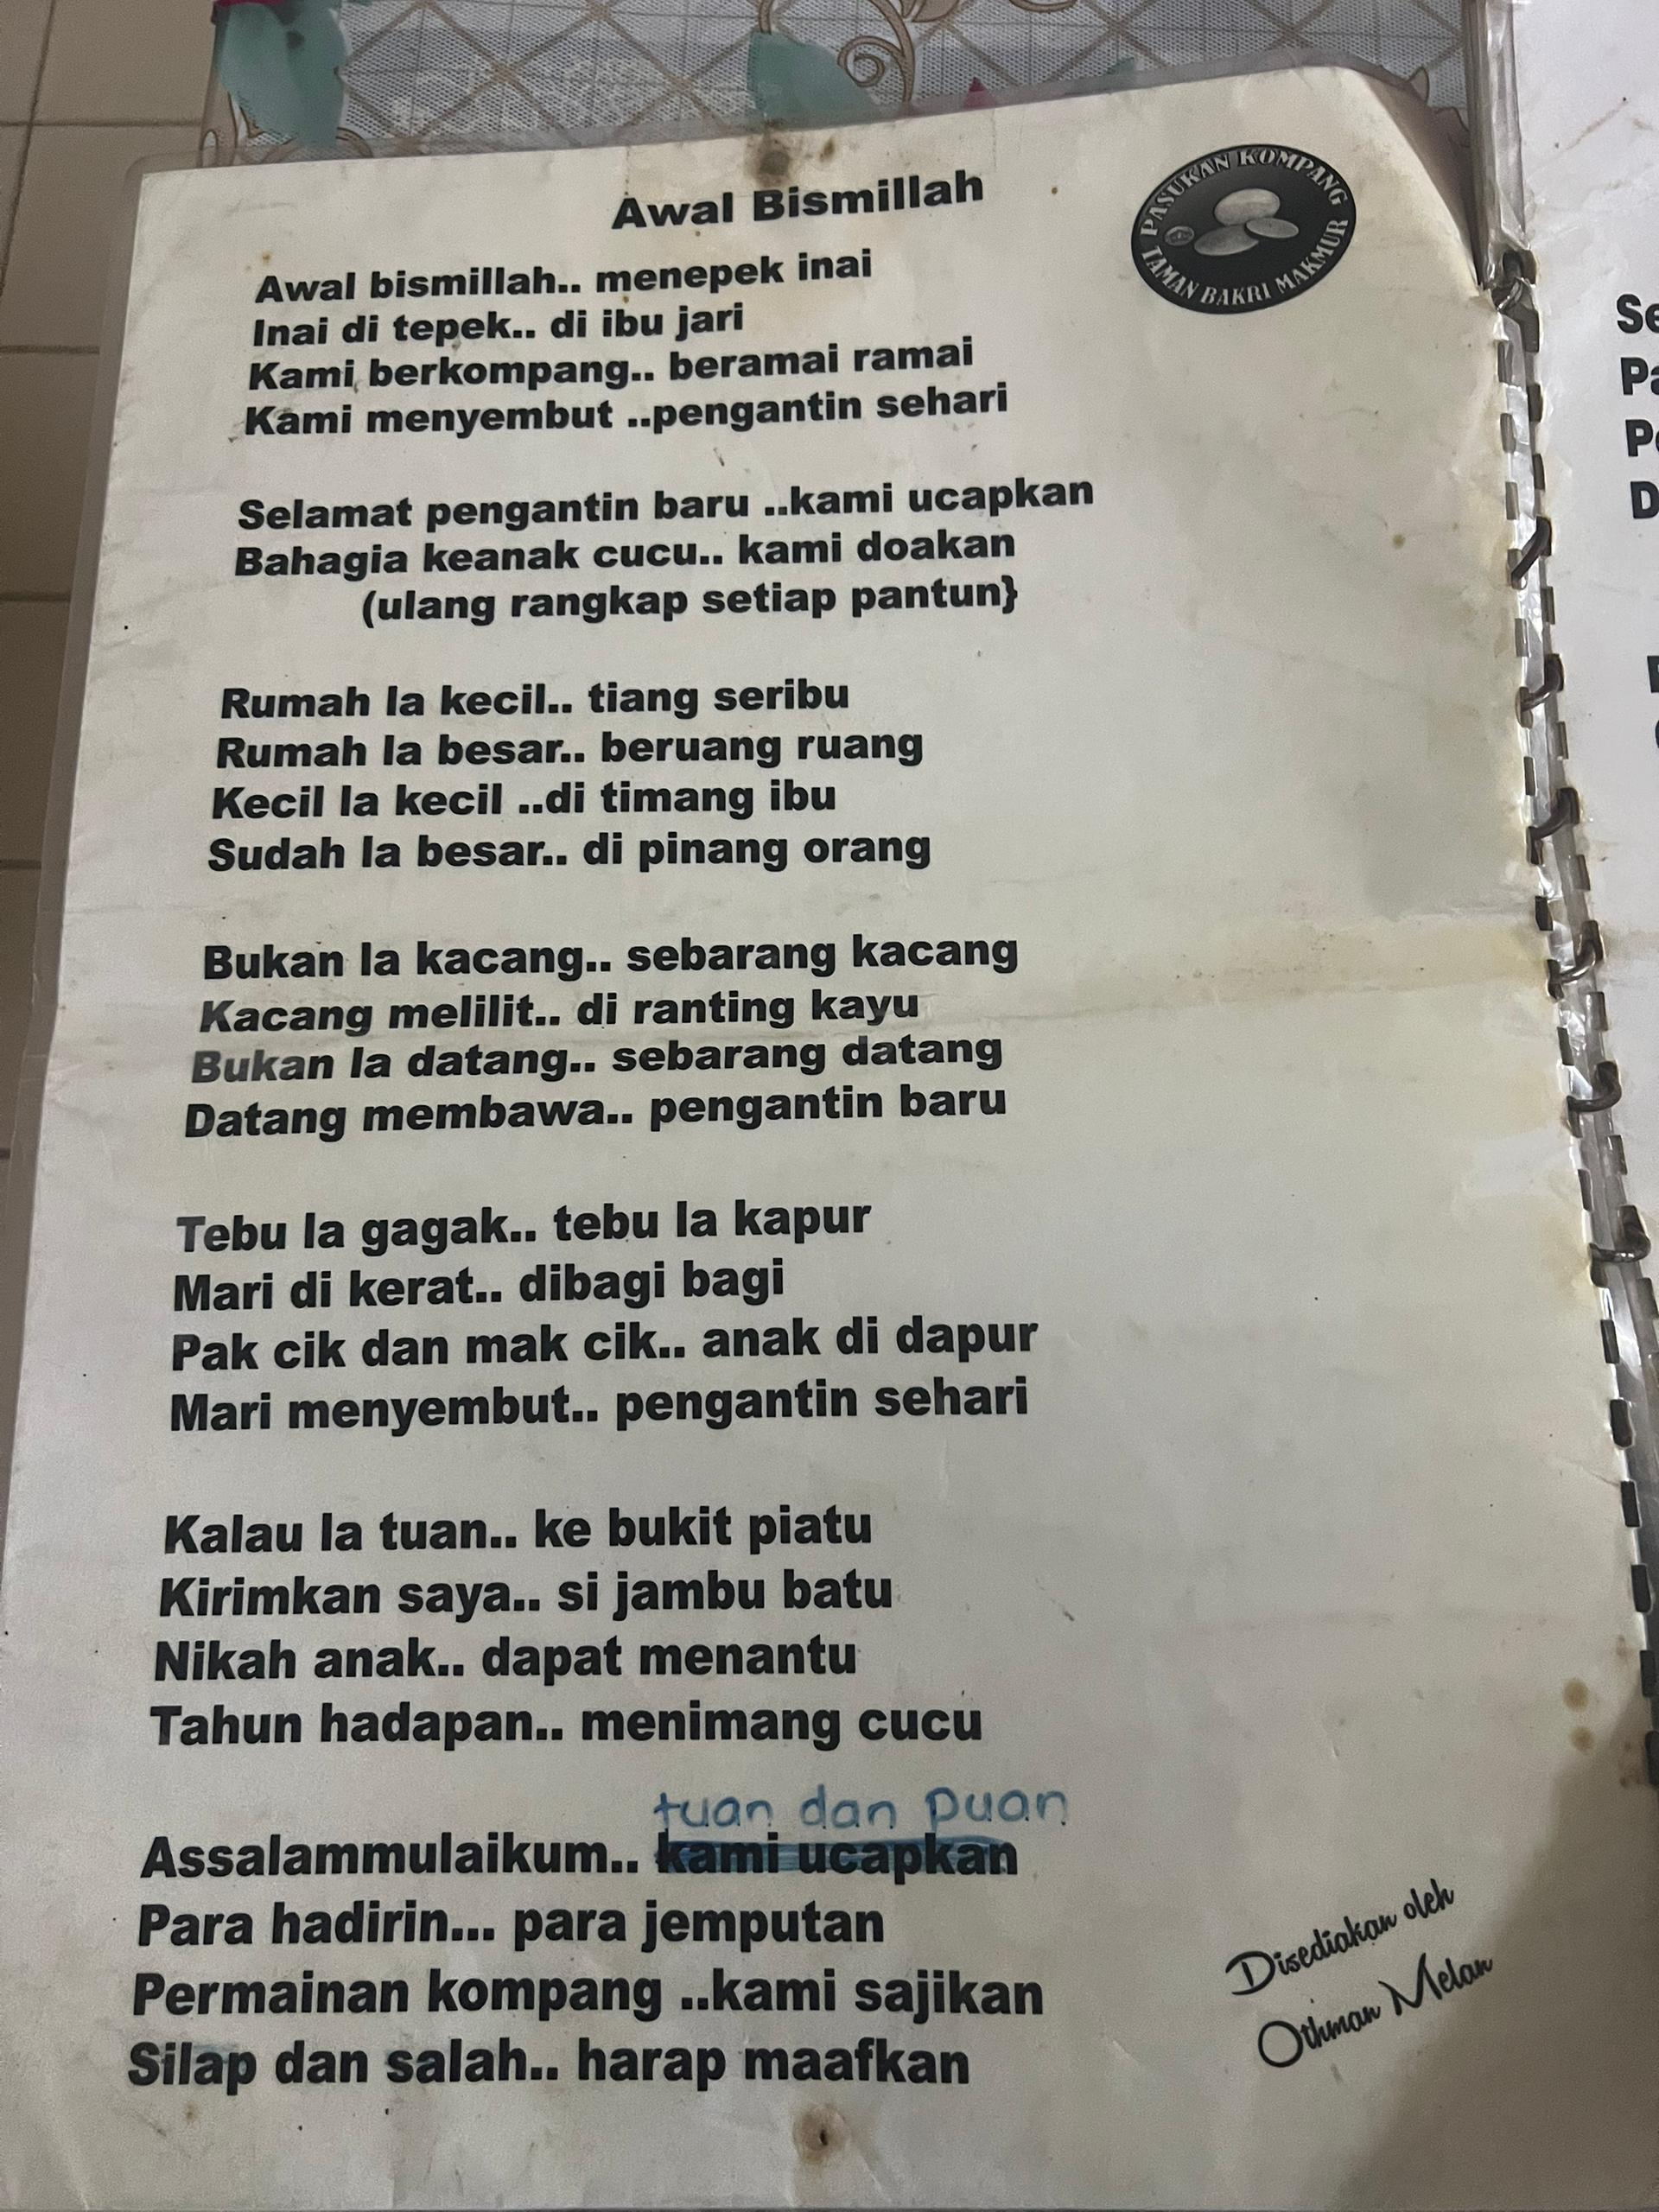 Awal Bismillah
PASUKAN KOMPANG
TAMAN BAKRI MAKMUR
Awal bismillah.. menepek inai
Inai di tepek.. di ibu jari
Kami berkompang.. beramai ramai
Kami menyembut ..pengantin sehari
Selamat pengantin baru ..kami ucapkan
Bahagia keanak cucu.. kami doakan
(ulang rangkap setiap pantun}
Rumah la kecil.. tiang seribu
Rumah la besar.. beruang ruang
Kecil la kecil ..di timang ibu
Sudah la besar.. di pinang orang
Bukan la kacang.. sebarang kacang
Kacang melilit.. di ranting kayu
Bukan la datang.. sebarang datang
Datang membawa.. pengantin baru
Tebu la gagak.. tebu la kapur
Mari di kerat.. dibagi bagi
Pak cik dan mak cik.. anak di dapur
Mari menyembut.. pengantin sehari
Kalau la tuan.. ke bukit piatu
Kirimkan saya.. si jambu batu
Nikah anak.. dapat menantu
Tahun hadapan.. menimang cucu
tuan dan puan
Assalammulaikum.. kami ucapkan
Para hadirin... para jemputan
Permainan kompang ..kami sajikan
Silap dan salah.. harap maafkan
Disediakan oleh
Othman Melan
Se
Pa